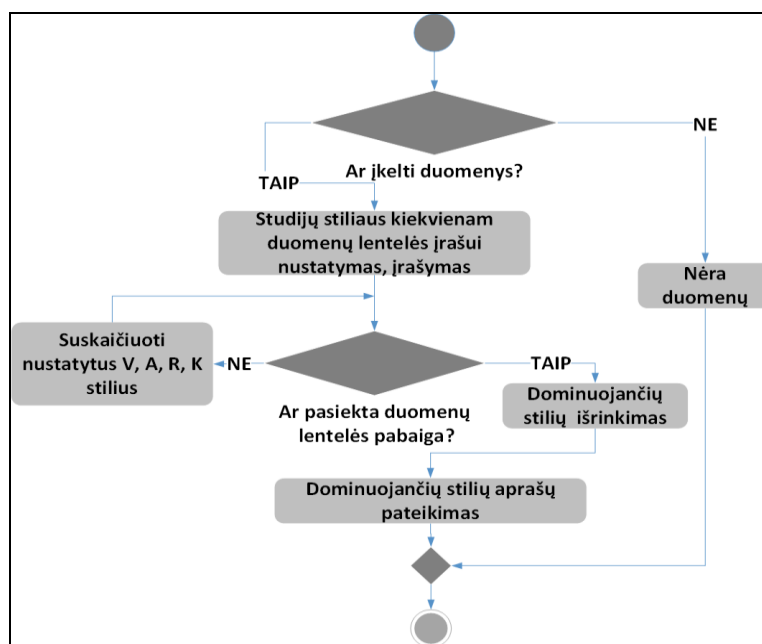 NE
Ar įkelti duomenys?
TAIP
Studijų stiliaus kiekvienam
duomenų lentelės įrašui
nustatymas, įrašymas
Nėra
duomenų
Suskaičiuoti
nustatytus V, A, R, K
stilius
NE
TAIP
Ar pasiekta duomenų
lentelės pabaiga?
Dominuojančių
stilių išrinkimas
Dominuojančių stilių aprašų
pateikimas